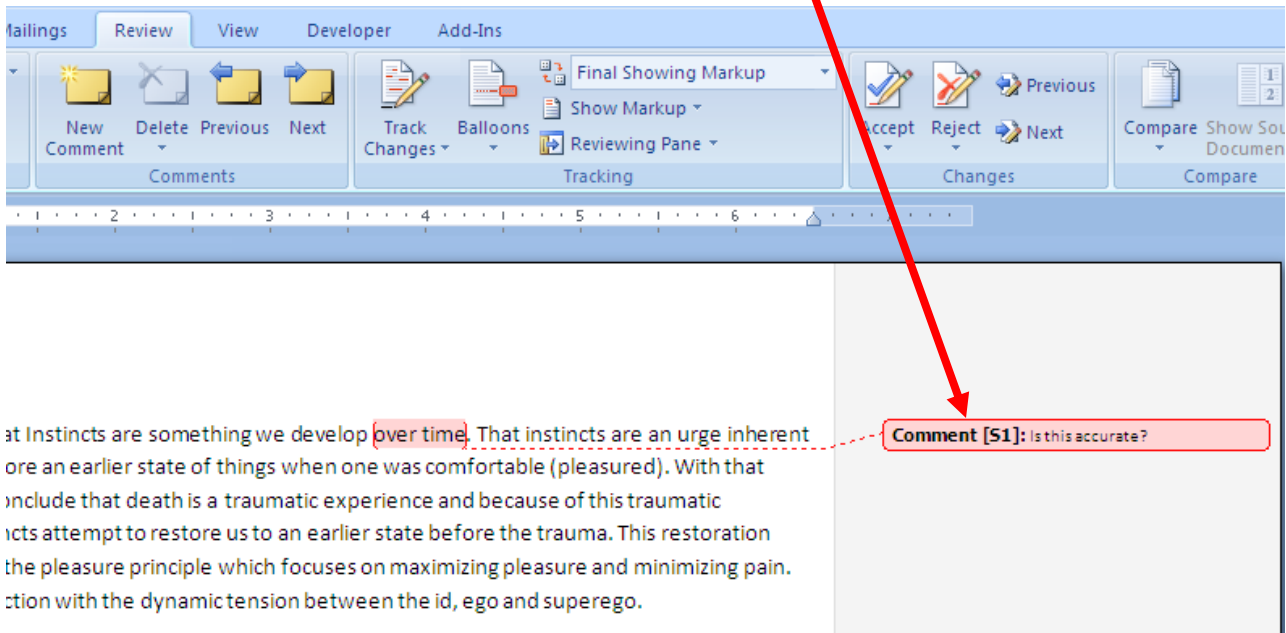 Mailings Review View Developer Add-Ins
New Comment Delete Previous Next
Comments
Track Changes Balloons
Final Showing Markup
Show Markup
Reviewing Pane
Tracking
Accept Reject Previous
Next
Changes
Compare Show Sou
Documen
Compare
2 3 4 5 6 7
at Instincts are something we develop over time. That instincts are an urge inherent
Comment [S1]: Is this accurate?
ore an earlier state of things when one was comfortable (pleasured). With that
onclude that death is a traumatic experience and because of this traumatic
ncts attempt to restore us to an earlier state before the trauma. This restoration
the pleasure principle which focuses on maximizing pleasure and minimizing pain.
ction with the dynamic tension between the id, ego and superego.